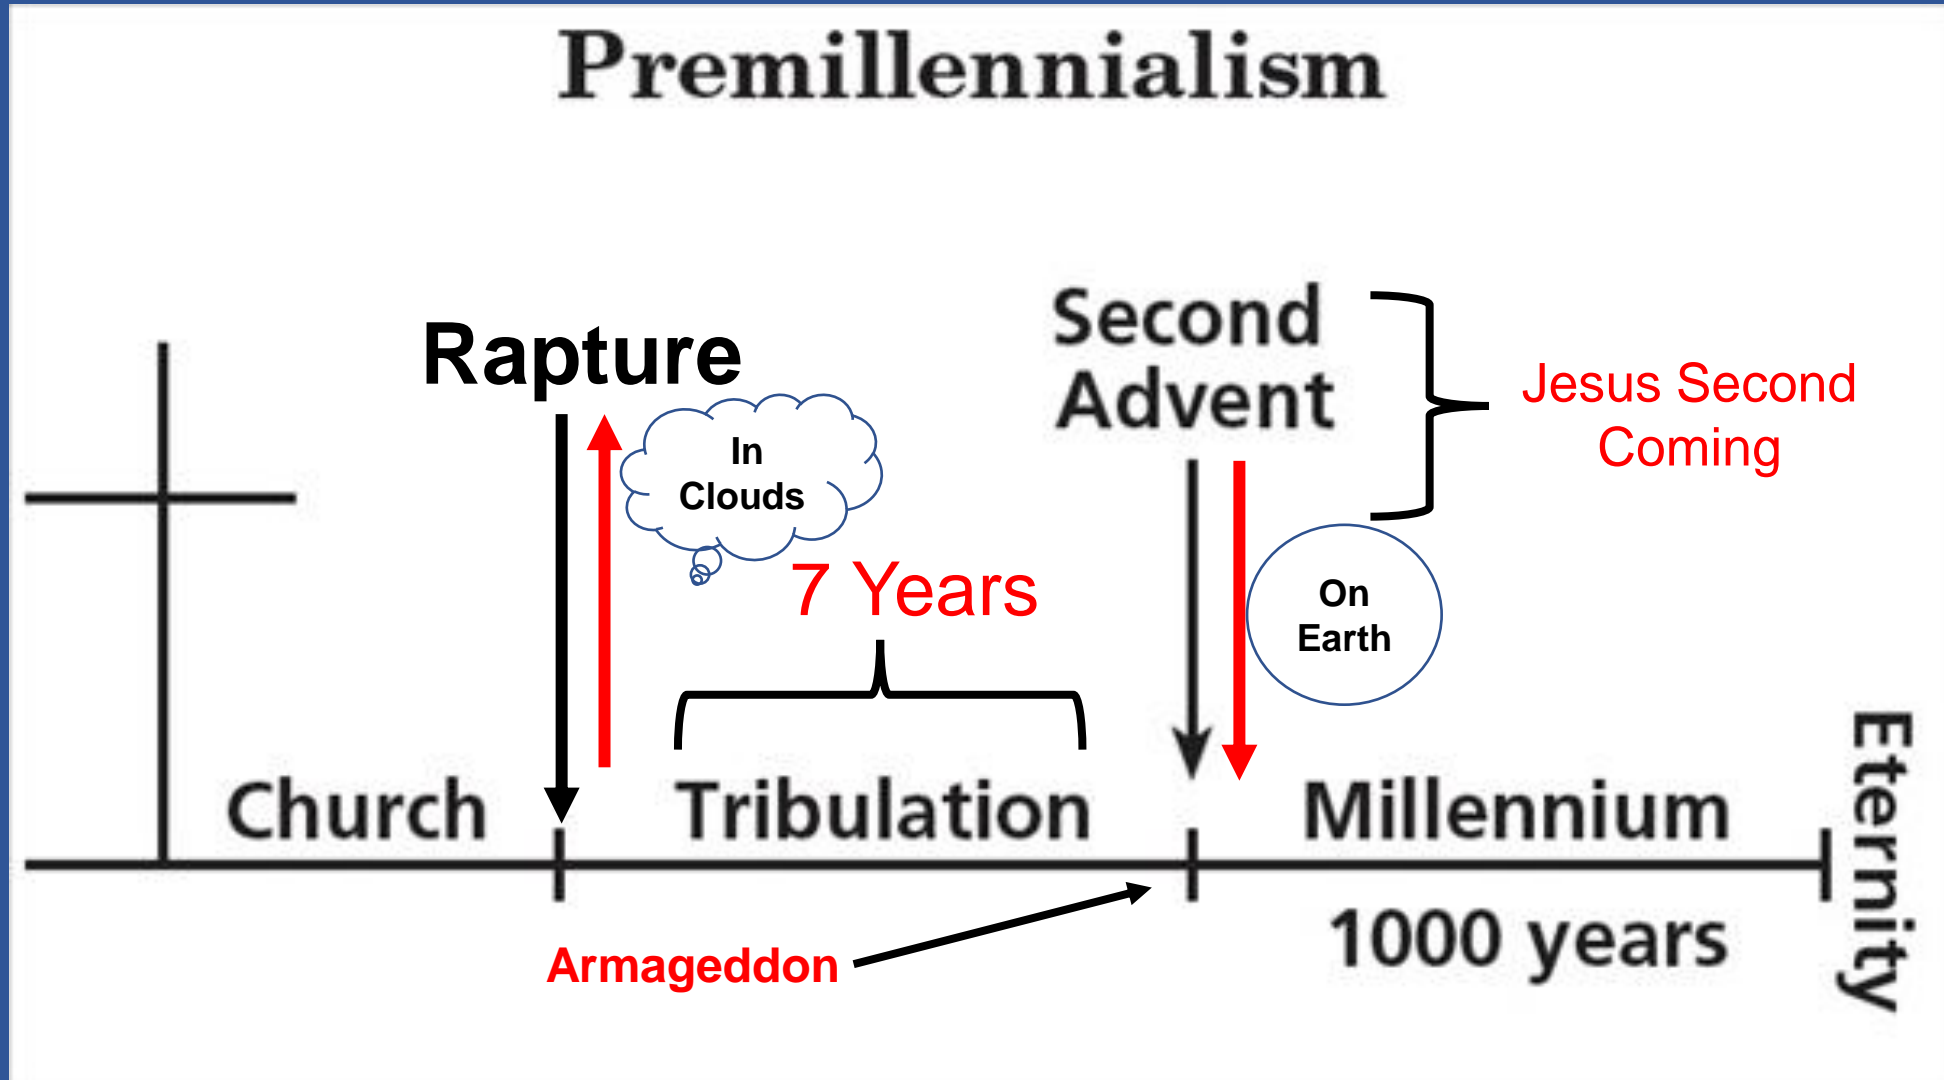 Premillennialism
Rapture
In
Clouds
7 Years
Second
Advent
Jesus Second
Coming
On
Earth
Church
Tribulation
Millennium
Armageddon
1000 years
Eternity